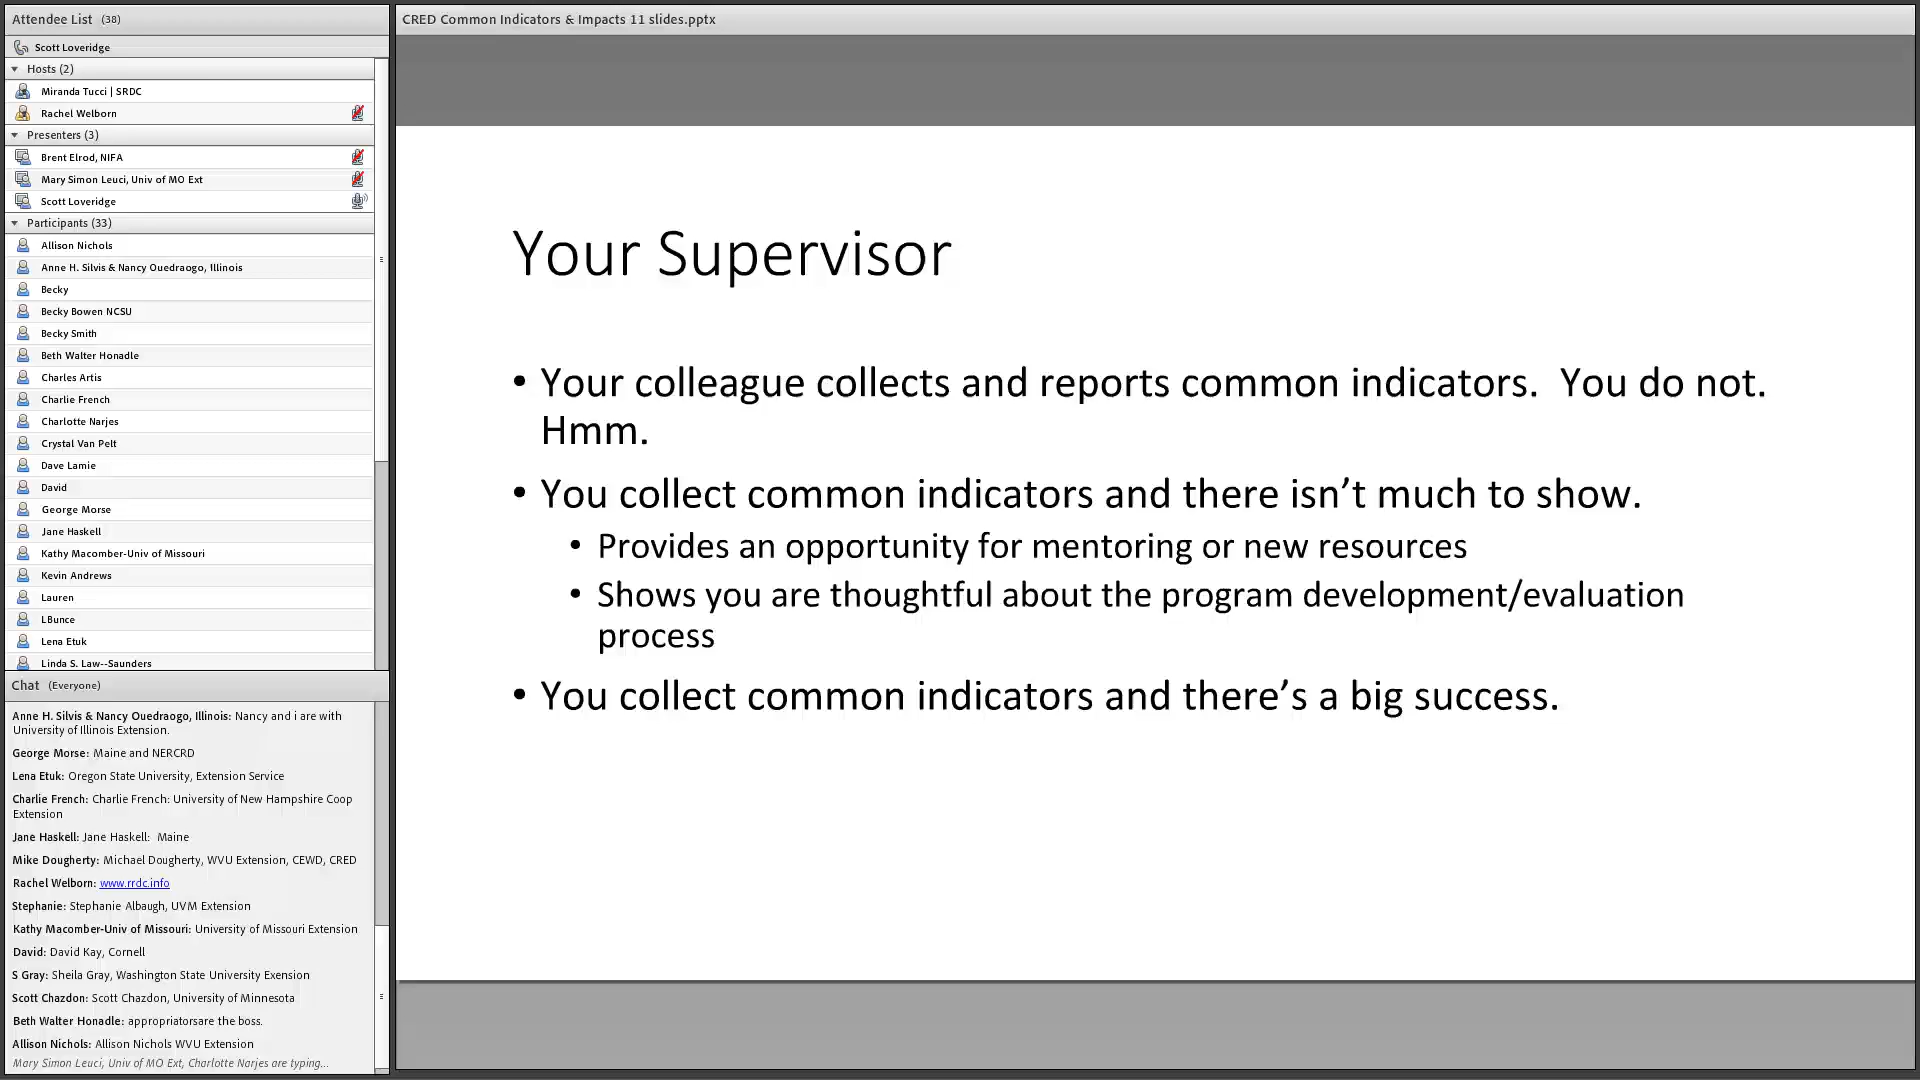 Attendee List (38)
Scott Loveridge
Hosts (2)
Miranda Tucci | SRDC
Rachel Welborn
Presenters (3)
Brent Elrod, NIFA
Mary Simon Leuci, Univ of MO Ext
Scott Loveridge
Participants (33)
Allison Nichols
Anne H. Silvis & Nancy Ouedraogo, Illinois
Becky
Becky Bowen NCSU
Becky Smith
Beth Walter Honadle
Charles Artis
Charlie French
Charlotte Narjes
Crystal Van Pelt
Dave Lamie
David
George Morse
Jane Haskell
Kathy Macomber-Univ of Missouri
Kevin Andrews
Lauren
LBunce
Lena Etuk
Linda S. Law--Saunders
Chat (Everyone)
Anne H. Silvis & Nancy Ouedraogo, Illinois: Nancy and i are with
University of Illinois Extension.
George Morse: Maine and NERCRD
Lena Etuk: Oregon State University, Extension Service
Charlie French: Charlie French: University of New Hampshire Coop
Extension
Jane Haskell: Jane Haskell: Maine
Mike Dougherty: Michael Dougherty, WVU Extension, CEWD, CRED
Rachel Welborn: www.rrdc.info
Stephanie: Stephanie Albaugh, UVM Extension
Kathy Macomber-Univ of Missouri: University of Missouri Extension
David: David Kay, Cornell
S Gray: Sheila Gray, Washington State University Exension
Scott Chazdon: Scott Chazdon, University of Minnesota
Beth Walter Honadle: appropriatorsare the boss.
Allison Nichols: Allison Nichols WVU Extension
Mary Simon Leuci, Univ of MO Ext, Charlotte Narjes are typing...
CRED Common Indicators & Impacts 11 slides.pptx
Your Supervisor
• Your colleague collects and reports common indicators. You do not.
Hmm.
• You collect common indicators and there isn't much to show.
• Provides an opportunity for mentoring or new resources
• Shows you are thoughtful about the program development/evaluation
process
• You collect common indicators and there's a big success.